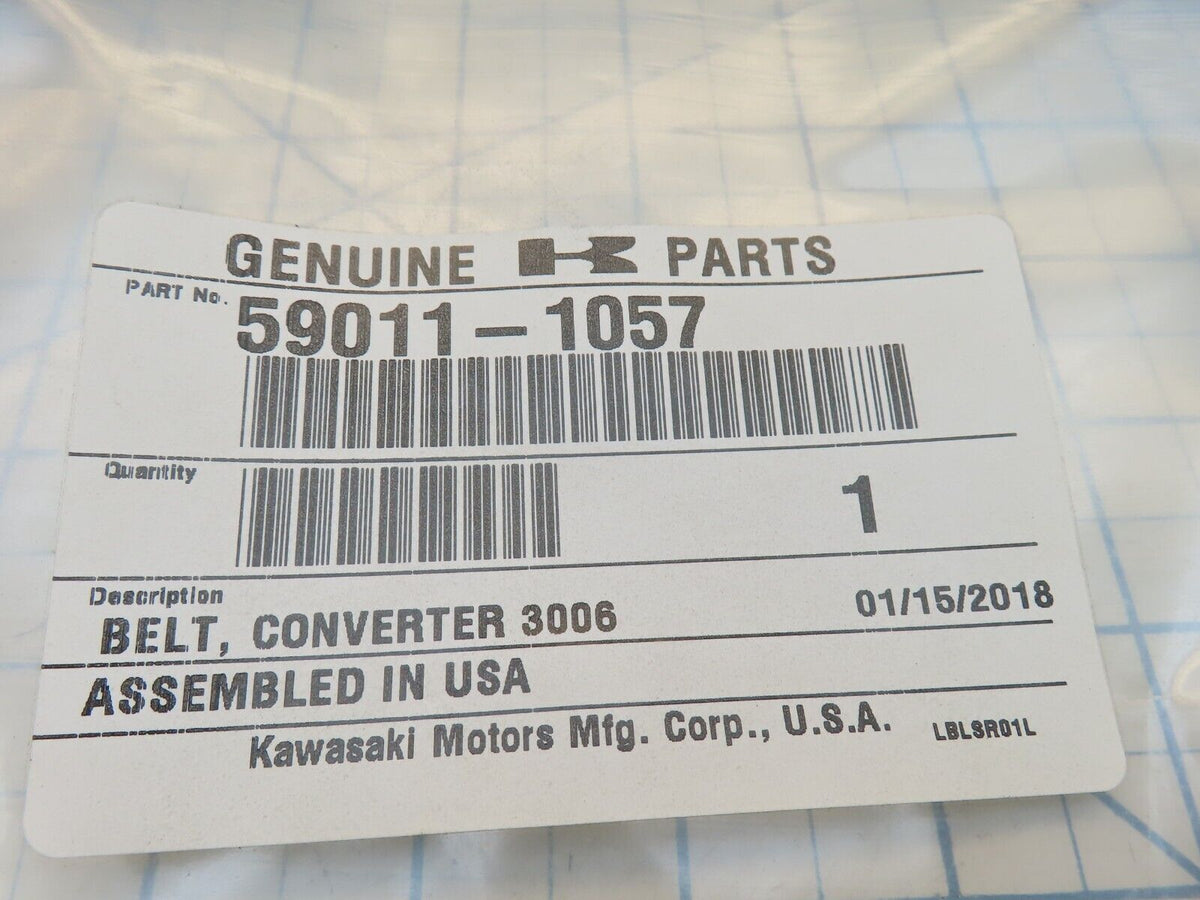 GENUINE K PARTS
PART No. 59011-1057
Quantity 1
Description
BELT, CONVERTER 3006 01/15/2018
ASSEMBLED IN USA
Kawasaki Motors Mfg. Corp., U.S.A. LBLSR01L